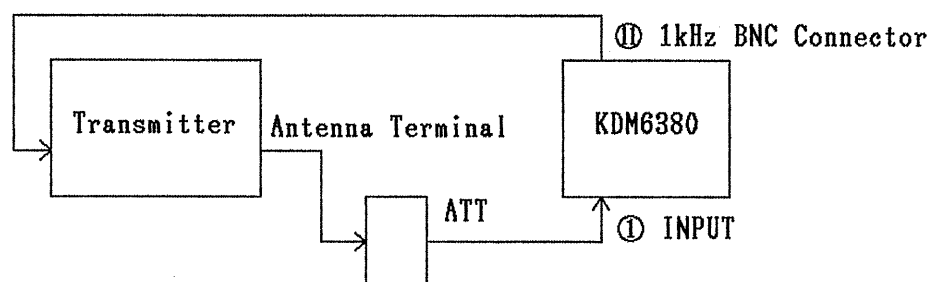 ⑪ 1kHz BNC Connector
Transmitter
Antenna Terminal
KDM6380
ATT
① INPUT